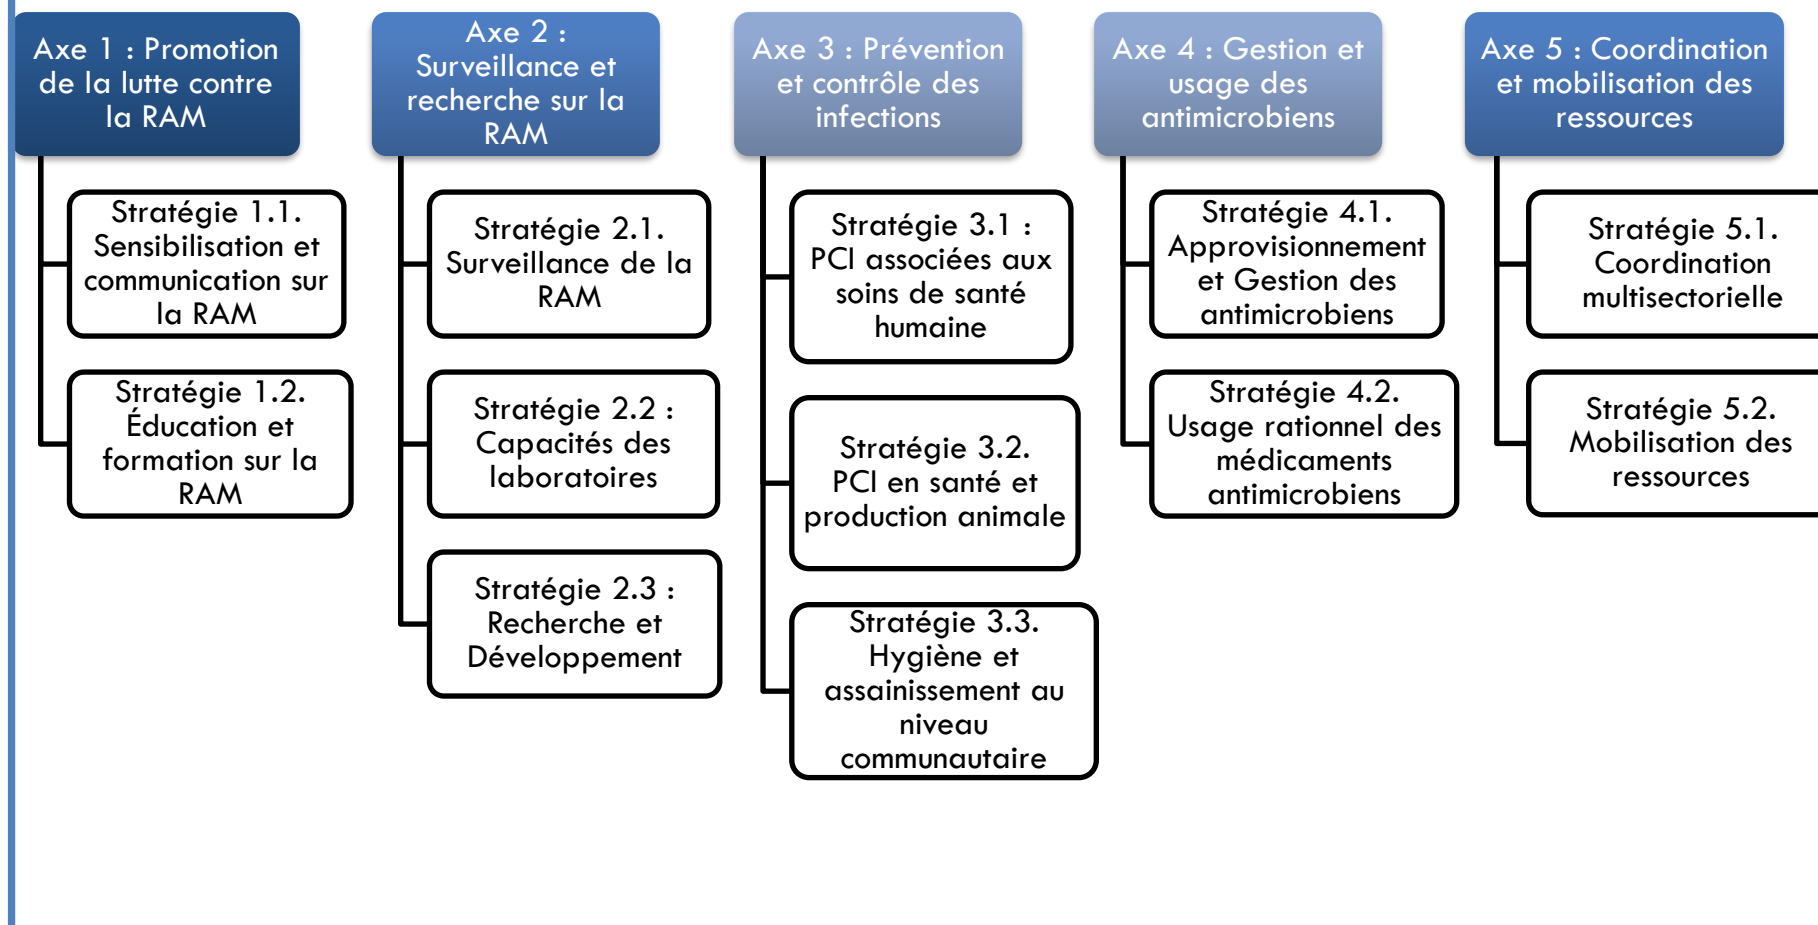 Axe 1 : Promotion
de la lutte contre
la RAM
Stratégie 1.1.
Sensibilisation et
communication sur
la RAM
Stratégie 1.2.
Éducation et
formation sur la
RAM
Axe 2 :
Surveillance et
recherche sur la
RAM
Stratégie 2.1.
Surveillance de la
RAM
Stratégie 2.2 :
Capacités des
laboratoires
Stratégie 2.3 :
Recherche et
Développement
Axe 3 : Prévention
et contrôle des
infections
Stratégie 3.1 :
PCI associées aux
soins de santé
humaine
Stratégie 3.2.
PCI en santé et
production animale
Stratégie 3.3.
Hygiène et
assainissement au
niveau
communautaire
Axe 4 : Gestion et
usage des
antimicrobiens
Stratégie 4.1.
Approvisionnement
et Gestion des
antimicrobiens
Stratégie 4.2.
Usage rationnel des
médicaments
antimicrobiens
Axe 5 : Coordination
et mobilisation des
ressources
Stratégie 5.1.
Coordination
multisectorielle
Stratégie 5.2.
Mobilisation des
ressources